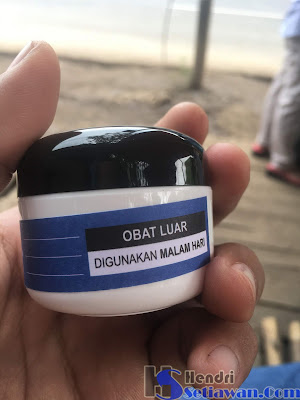 OBAT LUAR
DIGUNAKAN MALAM HARI
Hendri
Setiawan.Com